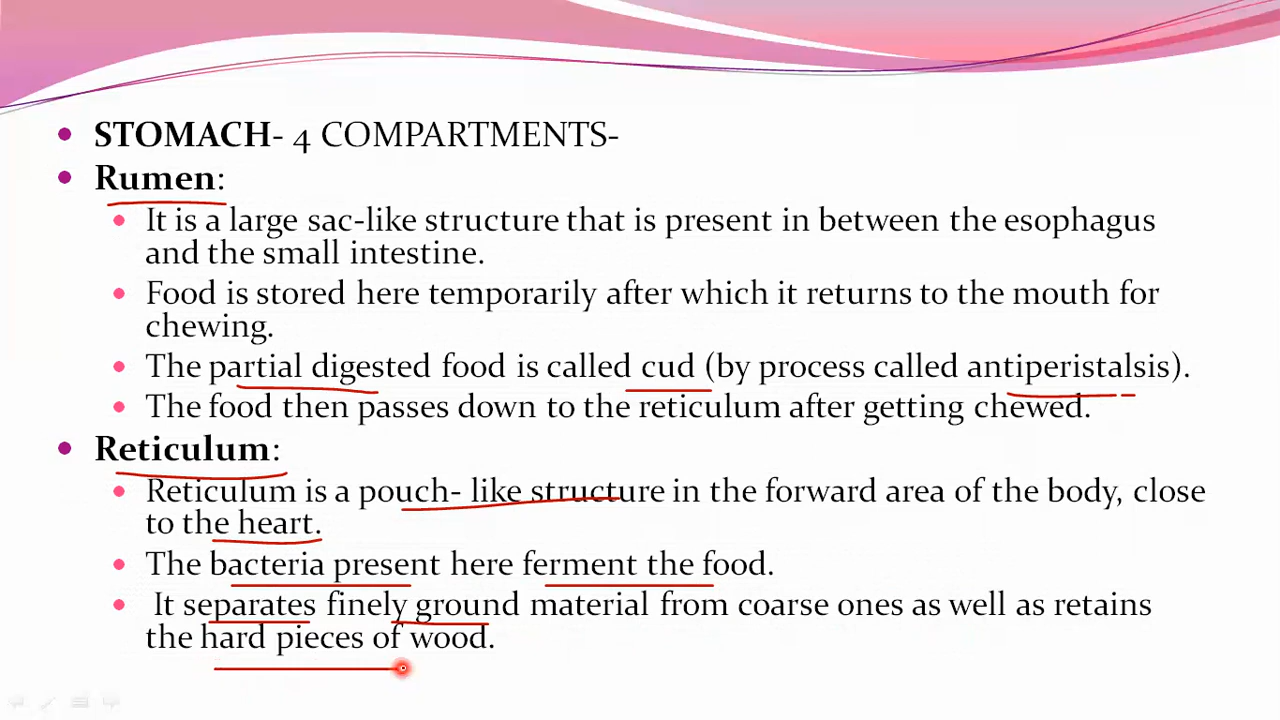 STOMACH- 4 COMPARTMENTS-
Rumen:
It is a large sac-like structure that is present in between the esophagus
and the small intestine.
Food is stored here temporarily after which it returns to the mouth for
chewing.
The partial digested food is called cud (by process called antiperistalsis).
The food then passes down to the reticulum after getting chewed.
Reticulum:
Reticulum is a pouch- like structure in the forward area of the body, close
to the heart.
The bacteria present here ferment the food.
It separates finely ground material from coarse ones as well as retains
the hard pieces of wood.